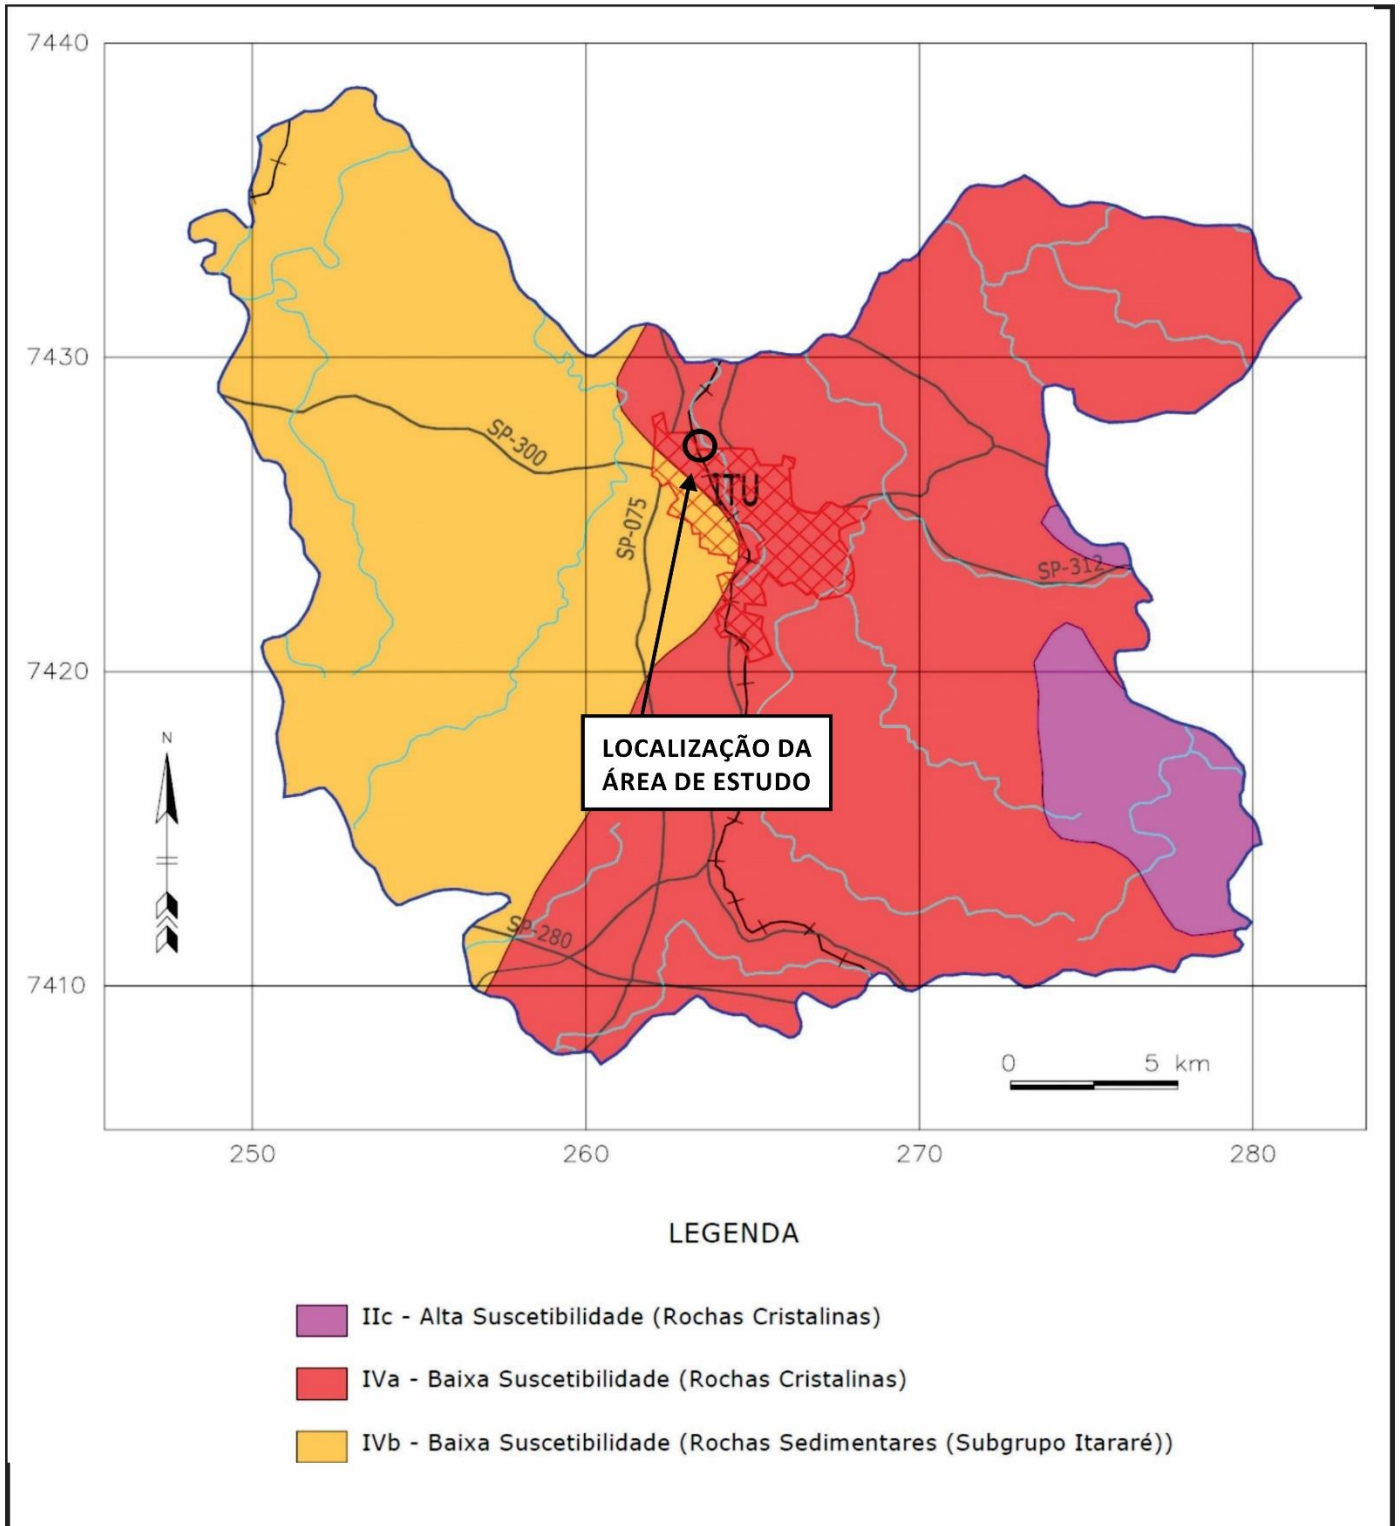 7440
7430
SP-300
ITU
SP-075
SP-312
7420
N
LOCALIZAÇÃO DA
ÁREA DE ESTUDO
SP-280
7410
0 5 km
250 260 270 280
LEGENDA
IIc - Alta Suscetibilidade (Rochas Cristalinas)
IVa - Baixa Suscetibilidade (Rochas Cristalinas)
IVb - Baixa Suscetibilidade (Rochas Sedimentares (Subgrupo Itararé))